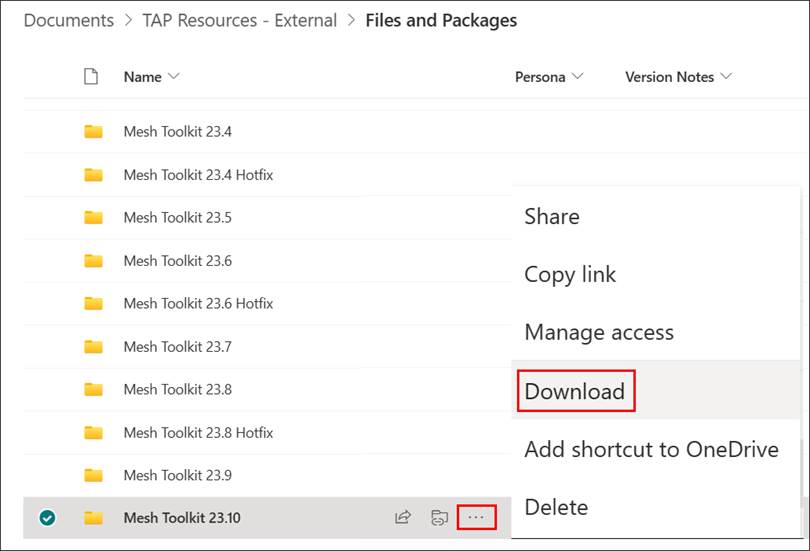 Documents > TAP Resources - External > Files and Packages
Name Persona Version Notes
Mesh Toolkit 23.4
Mesh Toolkit 23.4 Hotfix
Mesh Toolkit 23.5
Mesh Toolkit 23.6
Mesh Toolkit 23.6 Hotfix
Mesh Toolkit 23.7
Mesh Toolkit 23.8
Mesh Toolkit 23.8 Hotfix
Mesh Toolkit 23.9
Mesh Toolkit 23.10 ...
Share
Copy link
Manage access
Download
Add shortcut to OneDrive
Delete